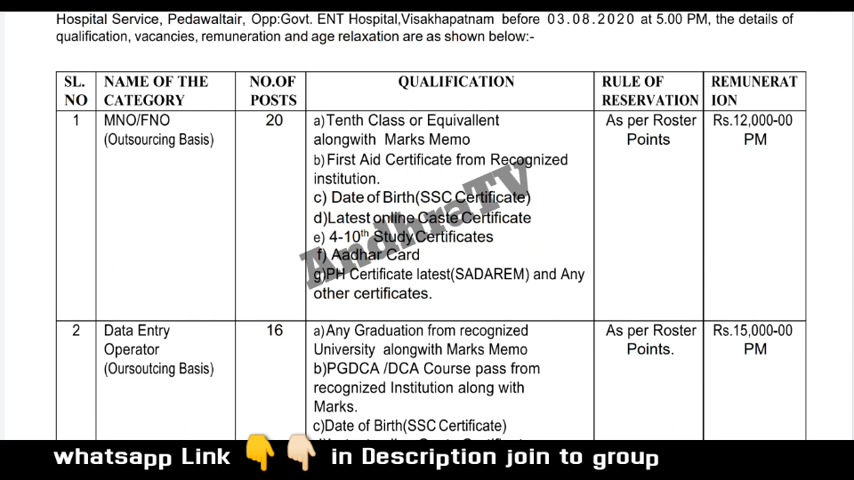 Hospital Service, Pedawaltair, Opp:Govt. ENT Hospital,Visakhapatnam before 03.08.2020 at 5.00 PM, the details of
qualification, vacancies, remuneration and age relaxation are as shown below:-
SL. NO
NAME OF THE CATEGORY
NO.OF POSTS
QUALIFICATION
RULE OF RESERVATION
REMUNERAT ION
1
MNO/FNO
(Outsourcing Basis)
20
a)Tenth Class or Equivallent
alongwith Marks Memo
b)First Aid Certificate from Recognized
institution.
c) Date of Birth(SSC Certificate)
d)Latest online Caste Certificate
e) 4-10th Study Certificates
f) Aadhar Card
g)PH Certificate latest(SADAREM) and Any
other certificates.
As per Roster
Points
Rs.12,000-00
PM
2
Data Entry
Operator
(Oursoutcing Basis)
16
a)Any Graduation from recognized
University alongwith Marks Memo
b)PGDCA /DCA Course pass from
recognized Institution along with
Marks.
c)Date of Birth(SSC Certificate)
As per Roster
Points.
Rs.15,000-00
PM
AndhraTV
whatsapp Link 👇 👇🏻 in Description join to group